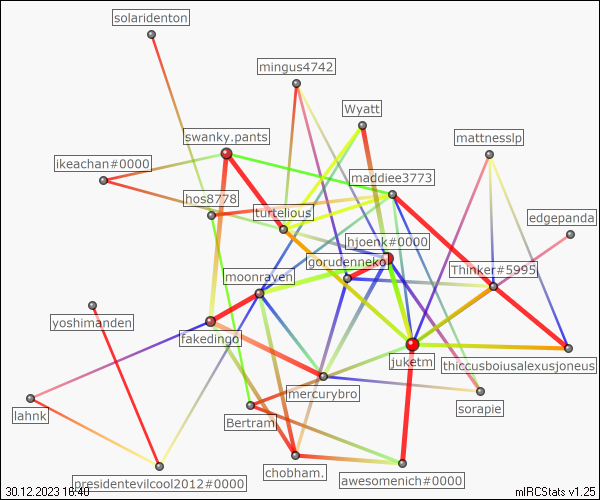 solaridenton
mingus4742
Wyatt
swanky.pants
mattnesslp
ikeachan#0000
maddiee3773
hos8778
turtelious
edgepanda
hjoenk#0000
gorudenneko
Thinker#5995
moonraven
yoshimanden
fakedingo
juketm
thiccusboiusalexusjoneus
mercurybro
sorapie
lahnk
Bertram
chobham.
awesomenich#0000
presidentevilcool2012#0000
30.12.2023 16:40
mIRCStats v1.25